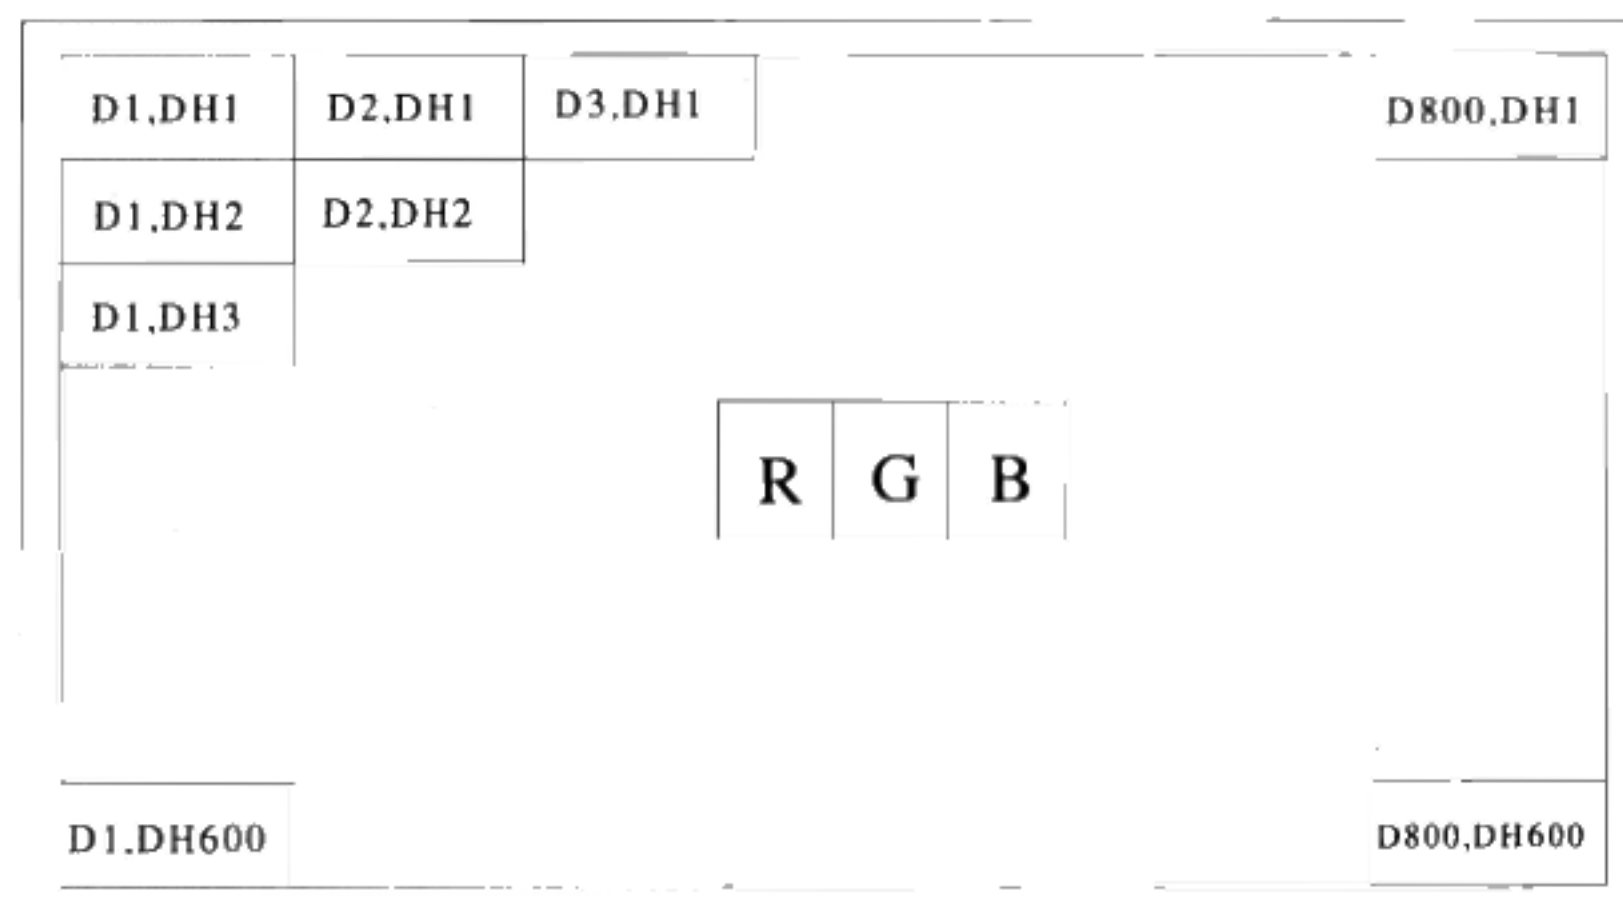 D1,DH1 D2,DH1 D3,DH1 D800,DH1
D1,DH2 D2,DH2
D1,DH3
R G B
D1.DH600 D800,DH600